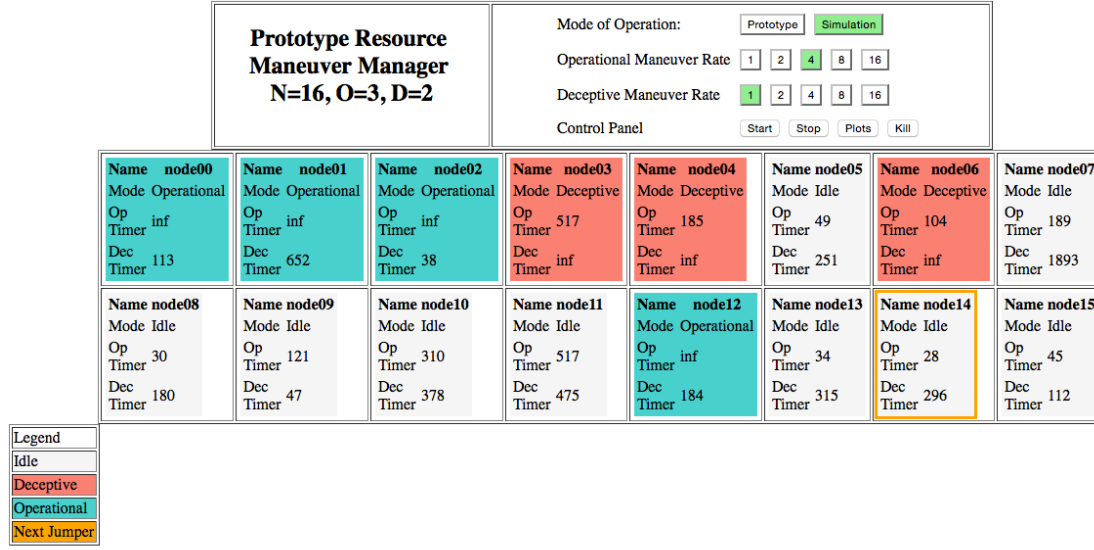 Prototype Resource
Maneuver Manager
N=16, O=3, D=2
Mode of Operation: Prototype Simulation
Operational Maneuver Rate 1 2 4 8 16
Deceptive Maneuver Rate 1 2 4 8 16
Control Panel Start Stop Plots Kill
Name node00
Mode Operational
Op
Timer inf
Dec
Timer 113
Name node01
Mode Operational
Op
Timer inf
Dec
Timer 652
Name node02
Mode Operational
Op
Timer inf
Dec
Timer 38
Name node03
Mode Deceptive
Op
Timer 517
Dec
Timer inf
Name node04
Mode Deceptive
Op
Timer 185
Dec
Timer inf
Name node05
Mode Idle
Op
Timer 49
Dec
Timer 251
Name node06
Mode Deceptive
Op
Timer 104
Dec
Timer inf
Name node07
Mode Idle
Op
Timer 189
Dec
Timer 1893
Name node08
Mode Idle
Op
Timer 30
Dec
Timer 180
Name node09
Mode Idle
Op
Timer 121
Dec
Timer 47
Name node10
Mode Idle
Op
Timer 310
Dec
Timer 378
Name node11
Mode Idle
Op
Timer 517
Dec
Timer 475
Name node12
Mode Operational
Op
Timer inf
Dec
Timer 184
Name node13
Mode Idle
Op
Timer 34
Dec
Timer 315
Name node14
Mode Idle
Op
Timer 28
Dec
Timer 296
Name node15
Mode Idle
Op
Timer 45
Dec
Timer 112
Legend
Idle
Deceptive
Operational
Next Jumper